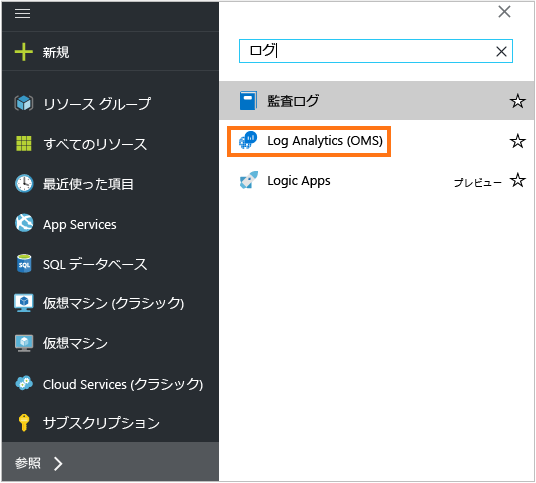 新規
リソース グループ
すべてのリソース
最近使った項目
App Services
SQL データベース
仮想マシン (クラシック)
仮想マシン
Cloud Services (クラシック)
サブスクリプション
参照
ログ
監査ログ
Log Analytics (OMS)
Logic Apps プレビュー